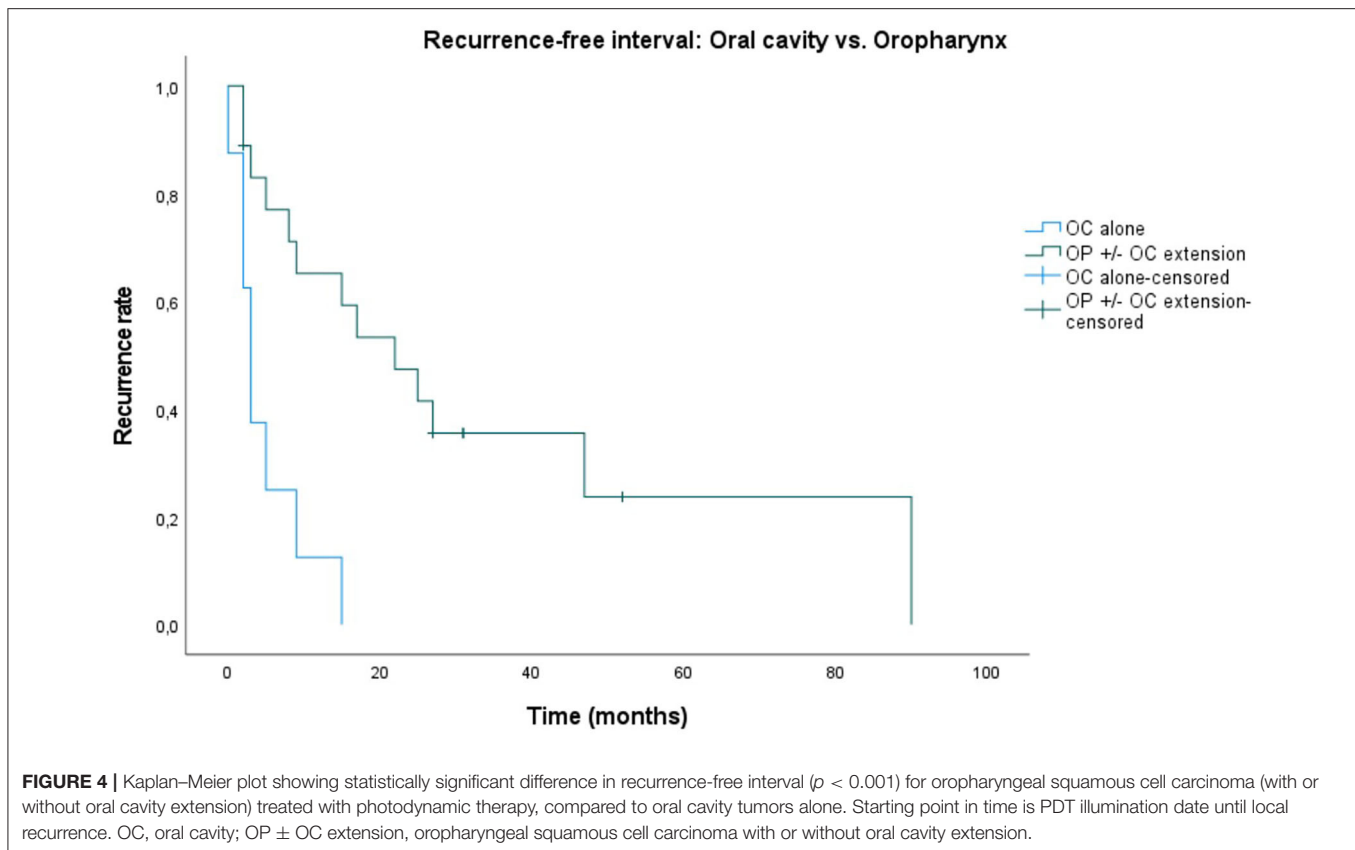 Recurrence-free interval: Oral cavity vs. Oropharynx
1,0
0,8
0,6
0,4
0,2
0,0
Recurrence rate
0 20 40 60 80 100
Time (months)
OC alone
OP +/- OC extension
OC alone-censored
OP +/- OC extension-
censored
FIGURE 4 | Kaplan–Meier plot showing statistically significant difference in recurrence-free interval (p < 0.001) for oropharyngeal squamous cell carcinoma (with or
without oral cavity extension) treated with photodynamic therapy, compared to oral cavity tumors alone. Starting point in time is PDT illumination date until local
recurrence. OC, oral cavity; OP ± OC extension, oropharyngeal squamous cell carcinoma with or without oral cavity extension.